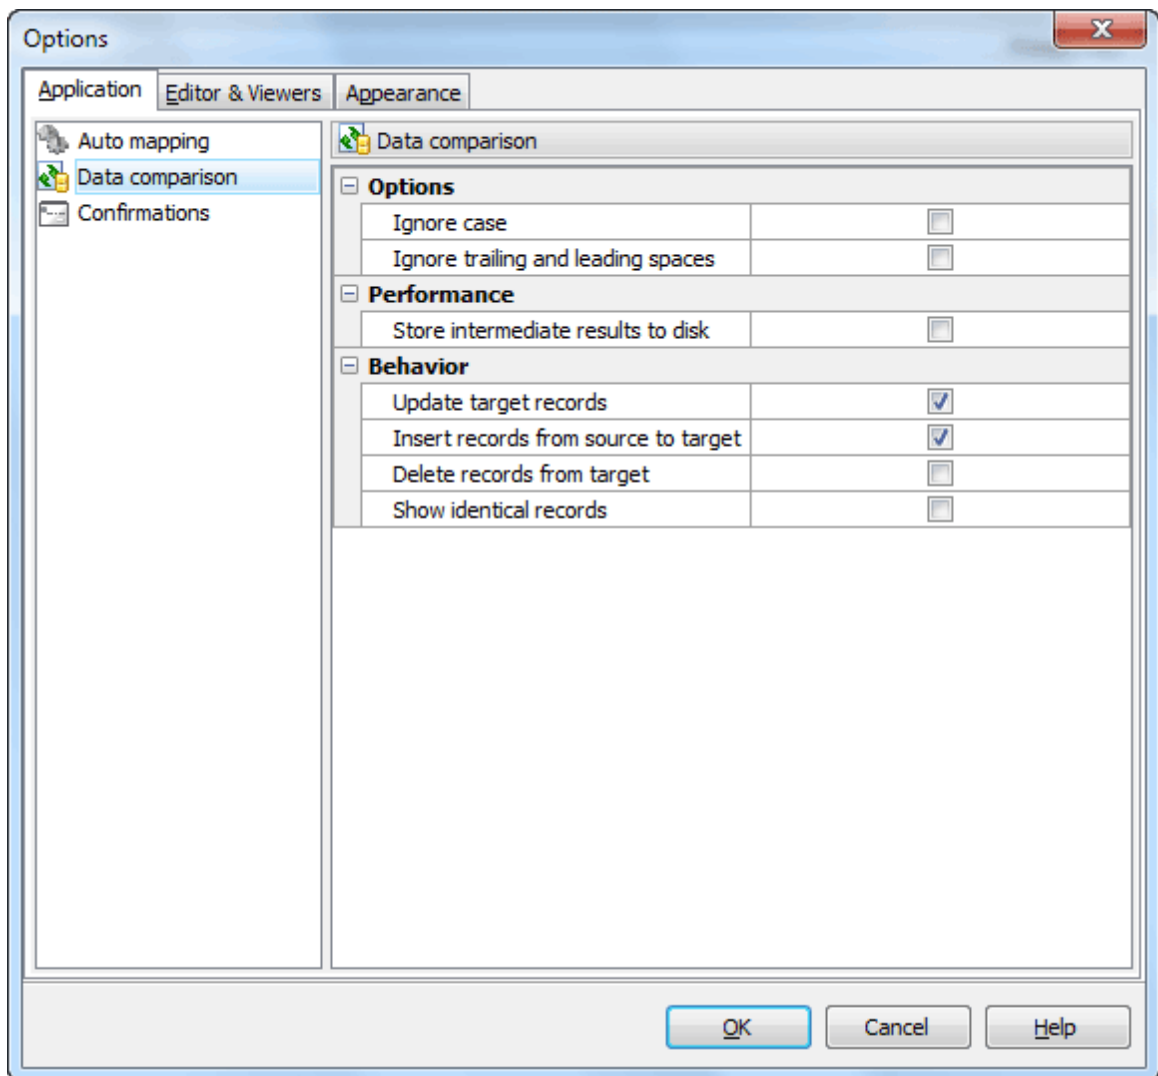 Options
Application
Editor & Viewers
Appearance
Auto mapping
Data comparison
Confirmations
Data comparison
Options
Ignore case
Ignore trailing and leading spaces
Performance
Store intermediate results to disk
Behavior
Update target records
Insert records from source to target
Delete records from target
Show identical records
OK
Cancel
Help